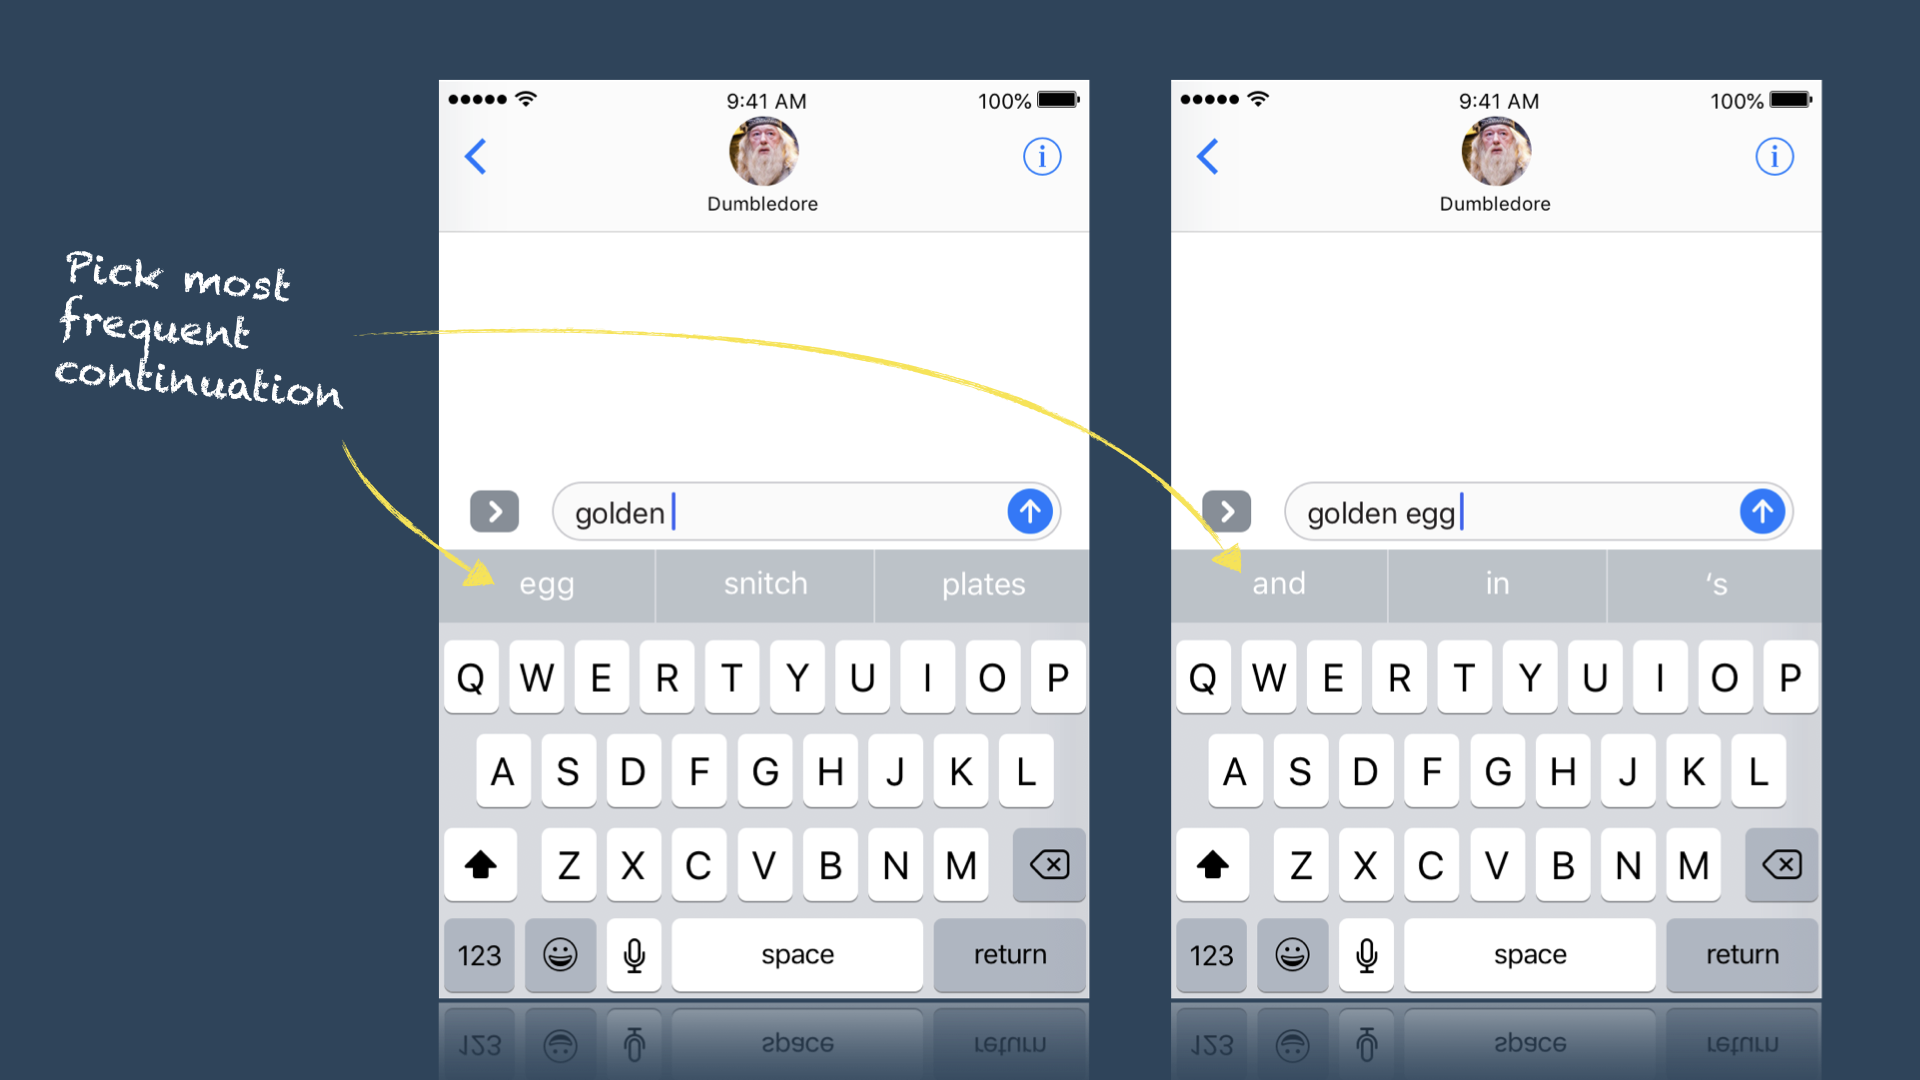 Pick most
frequent
continuation
9:41 AM
100%
Dumbledore
golden
egg
snitch
plates
Q W E R T Y U I O P
A S D F G H J K L
Z X C V B N M
123
space
return
9:41 AM
100%
Dumbledore
golden egg
and
in
‘s
Q W E R T Y U I O P
A S D F G H J K L
Z X C V B N M
123
space
return